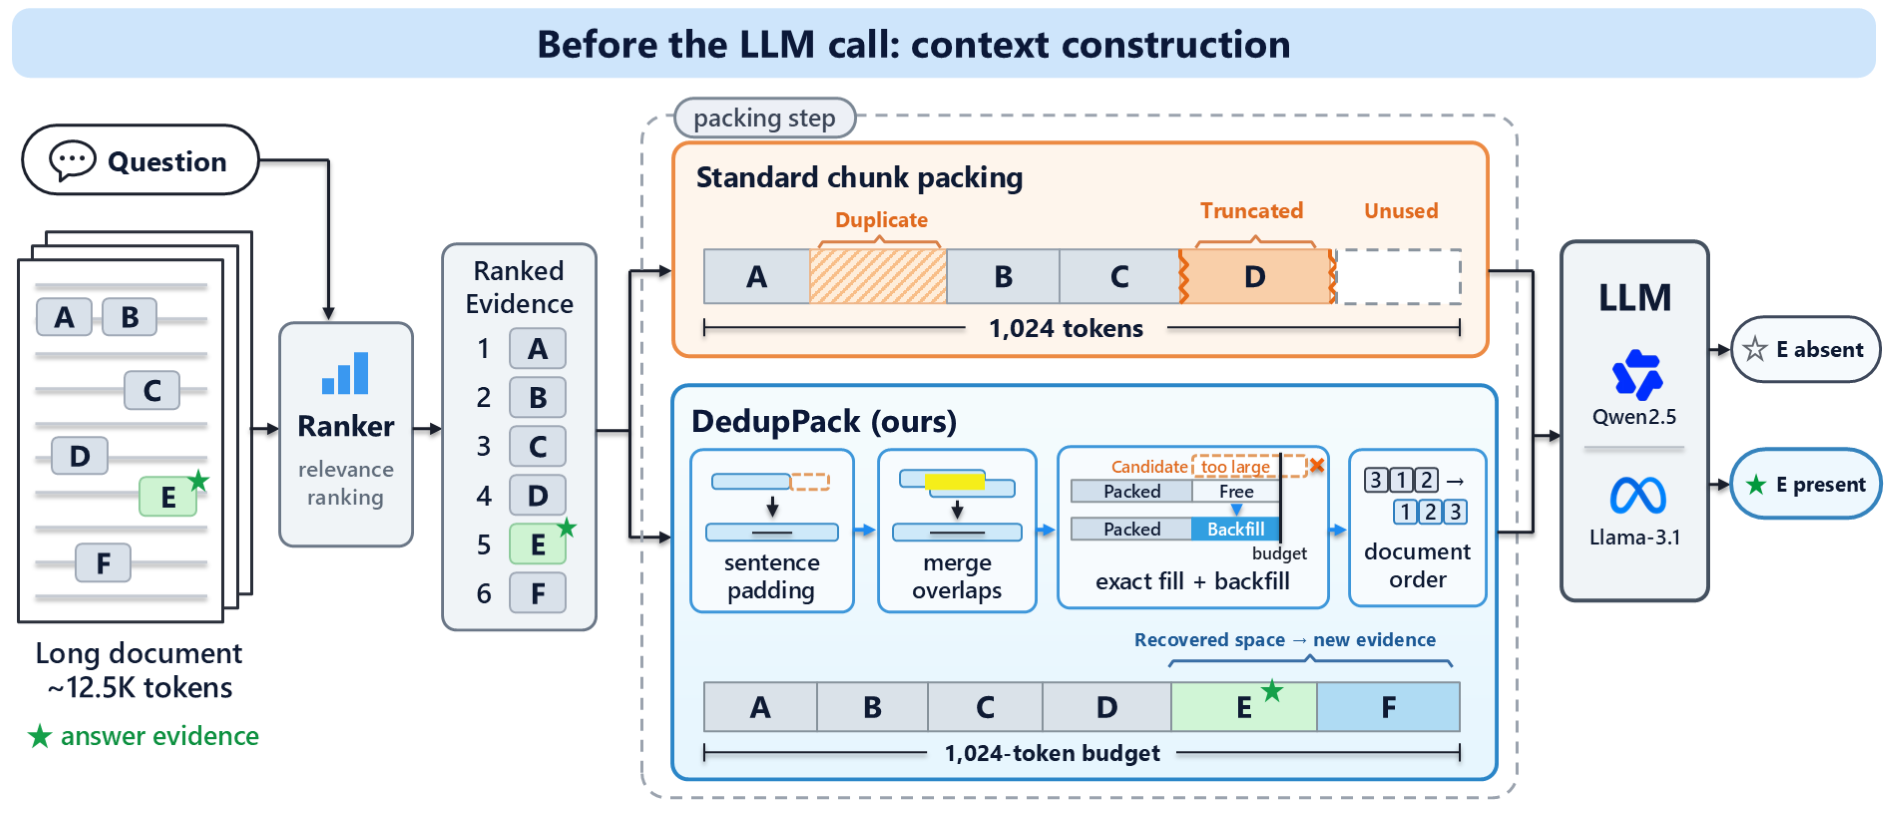 Before the LLM call: context construction
Question
A B
C
D
E
F
Long document
~12.5K tokens
★ answer evidence
Ranker
relevance
ranking
Ranked
Evidence
1 A
2 B
3 C
4 D
5 E
6 F
packing step
Standard chunk packing
Duplicate
Truncated
Unused
A B C D
1,024 tokens
DedupPack (ours)
sentence
padding
merge
overlaps
Candidate too large
Packed Free
Packed Backfill
budget
exact fill + backfill
3 1 2 →
1 2 3
document
order
Recovered space → new evidence
A B C D E F
1,024-token budget
LLM
Qwen2.5
Llama-3.1
E absent
E present